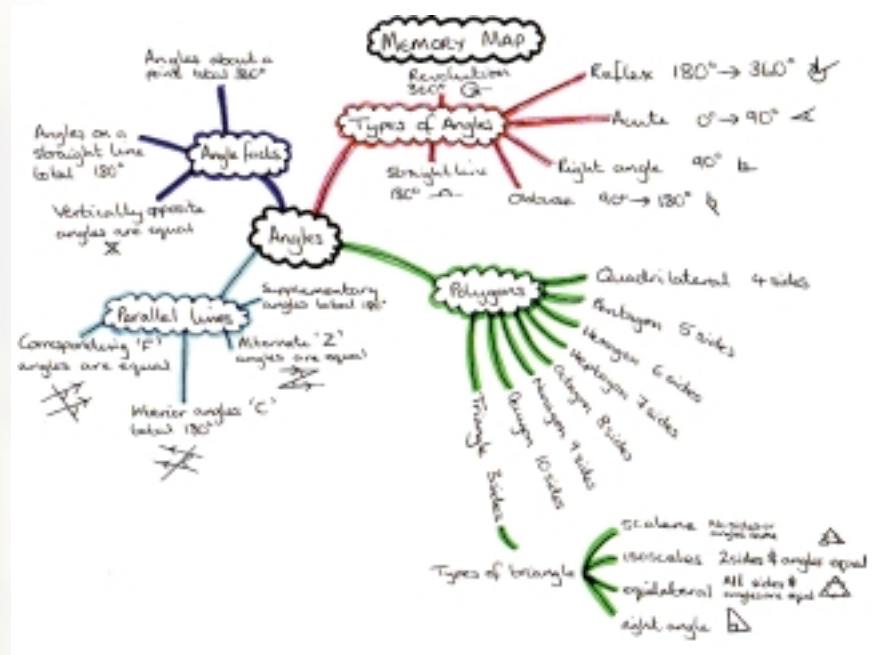 MEMORY MAP
Angles about a
point total 360°
Angles on a
straight line
total 180°
Angle facts
Vertically opposite
angles are equal
Revolution
360°
Types of Angles
Reflex 180° → 360°
Acute 0° → 90°
Right angle 90°
Obtuse 90° → 180°
Straight line
180°
Angles
Parallel Lines
Supplementary
angles total 180°
Corresponding 'F'
angles are equal
Alternate 'Z'
angles are equal
Interior angles 'C'
total 180°
Polygons
Quadrilateral 4 sides
Pentagon 5 sides
Hexagon 6 sides
Heptagon 7 sides
Octagon 8 sides
Nonagon 9 sides
Decagon 10 sides
Triangle 3 sides
Types of triangle
scalene No sides or
angles same
isosceles 2 sides & angles equal
equilateral All sides &
angles are equal
right angle